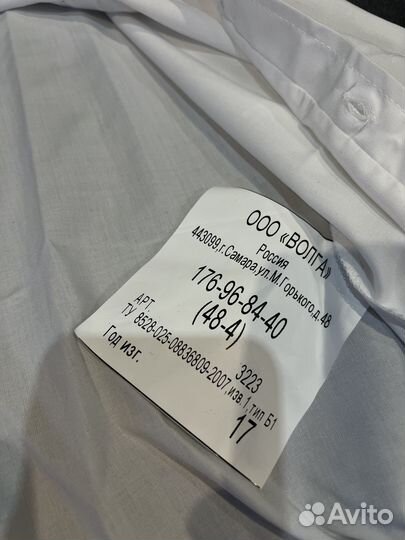 ООО «ВОЛГА»
Россия
443099,г.Самара,ул.М.Горького,д.48
176-96-84-40
(48-4)
АРТ. 3223
ТУ 8528-025-08836809-2007,изв.1,тип Б1
Год изг. 17
Avito